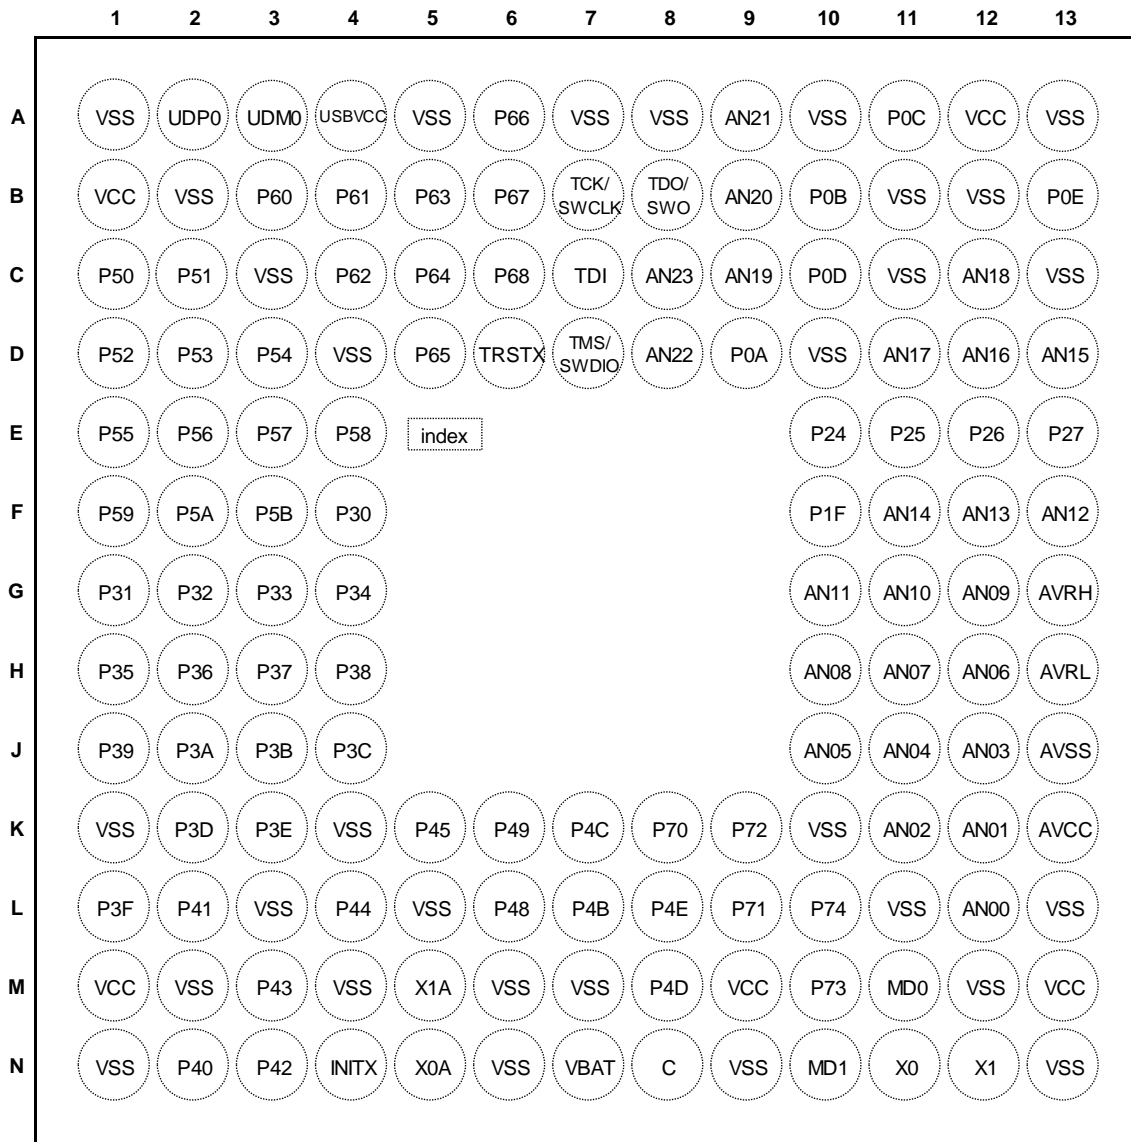 1 2 3 4 5 6 7 8 9 10 11 12 13
A VSS UDP0 UDM0 USBVCC VSS P66 VSS VSS AN21 VSS P0C VCC VSS
B VCC VSS P60 P61 P63 P67 TCK/ SWCLK TDO/ SWO AN20 P0B VSS VSS P0E
C P50 P51 VSS P62 P64 P68 TDI AN23 AN19 P0D VSS AN18 VSS
D P52 P53 P54 VSS P65 TRSTX TMS/ SWDIO AN22 P0A VSS AN17 AN16 AN15
E P55 P56 P57 P58 index P24 P25 P26 P27
F P59 P5A P5B P30 P1F AN14 AN13 AN12
G P31 P32 P33 P34 AN11 AN10 AN09 AVRH
H P35 P36 P37 P38 AN08 AN07 AN06 AVRL
J P39 P3A P3B P3C AN05 AN04 AN03 AVSS
K VSS P3D P3E VSS P45 P49 P4C P70 P72 VSS AN02 AN01 AVCC
L P3F P41 VSS P44 VSS P48 P4B P4E P71 P74 VSS AN00 VSS
M VCC VSS P43 VSS X1A VSS VSS P4D VCC P73 MD0 VSS VCC
N VSS P40 P42 INITX X0A VSS VBAT C VSS MD1 X0 X1 VSS